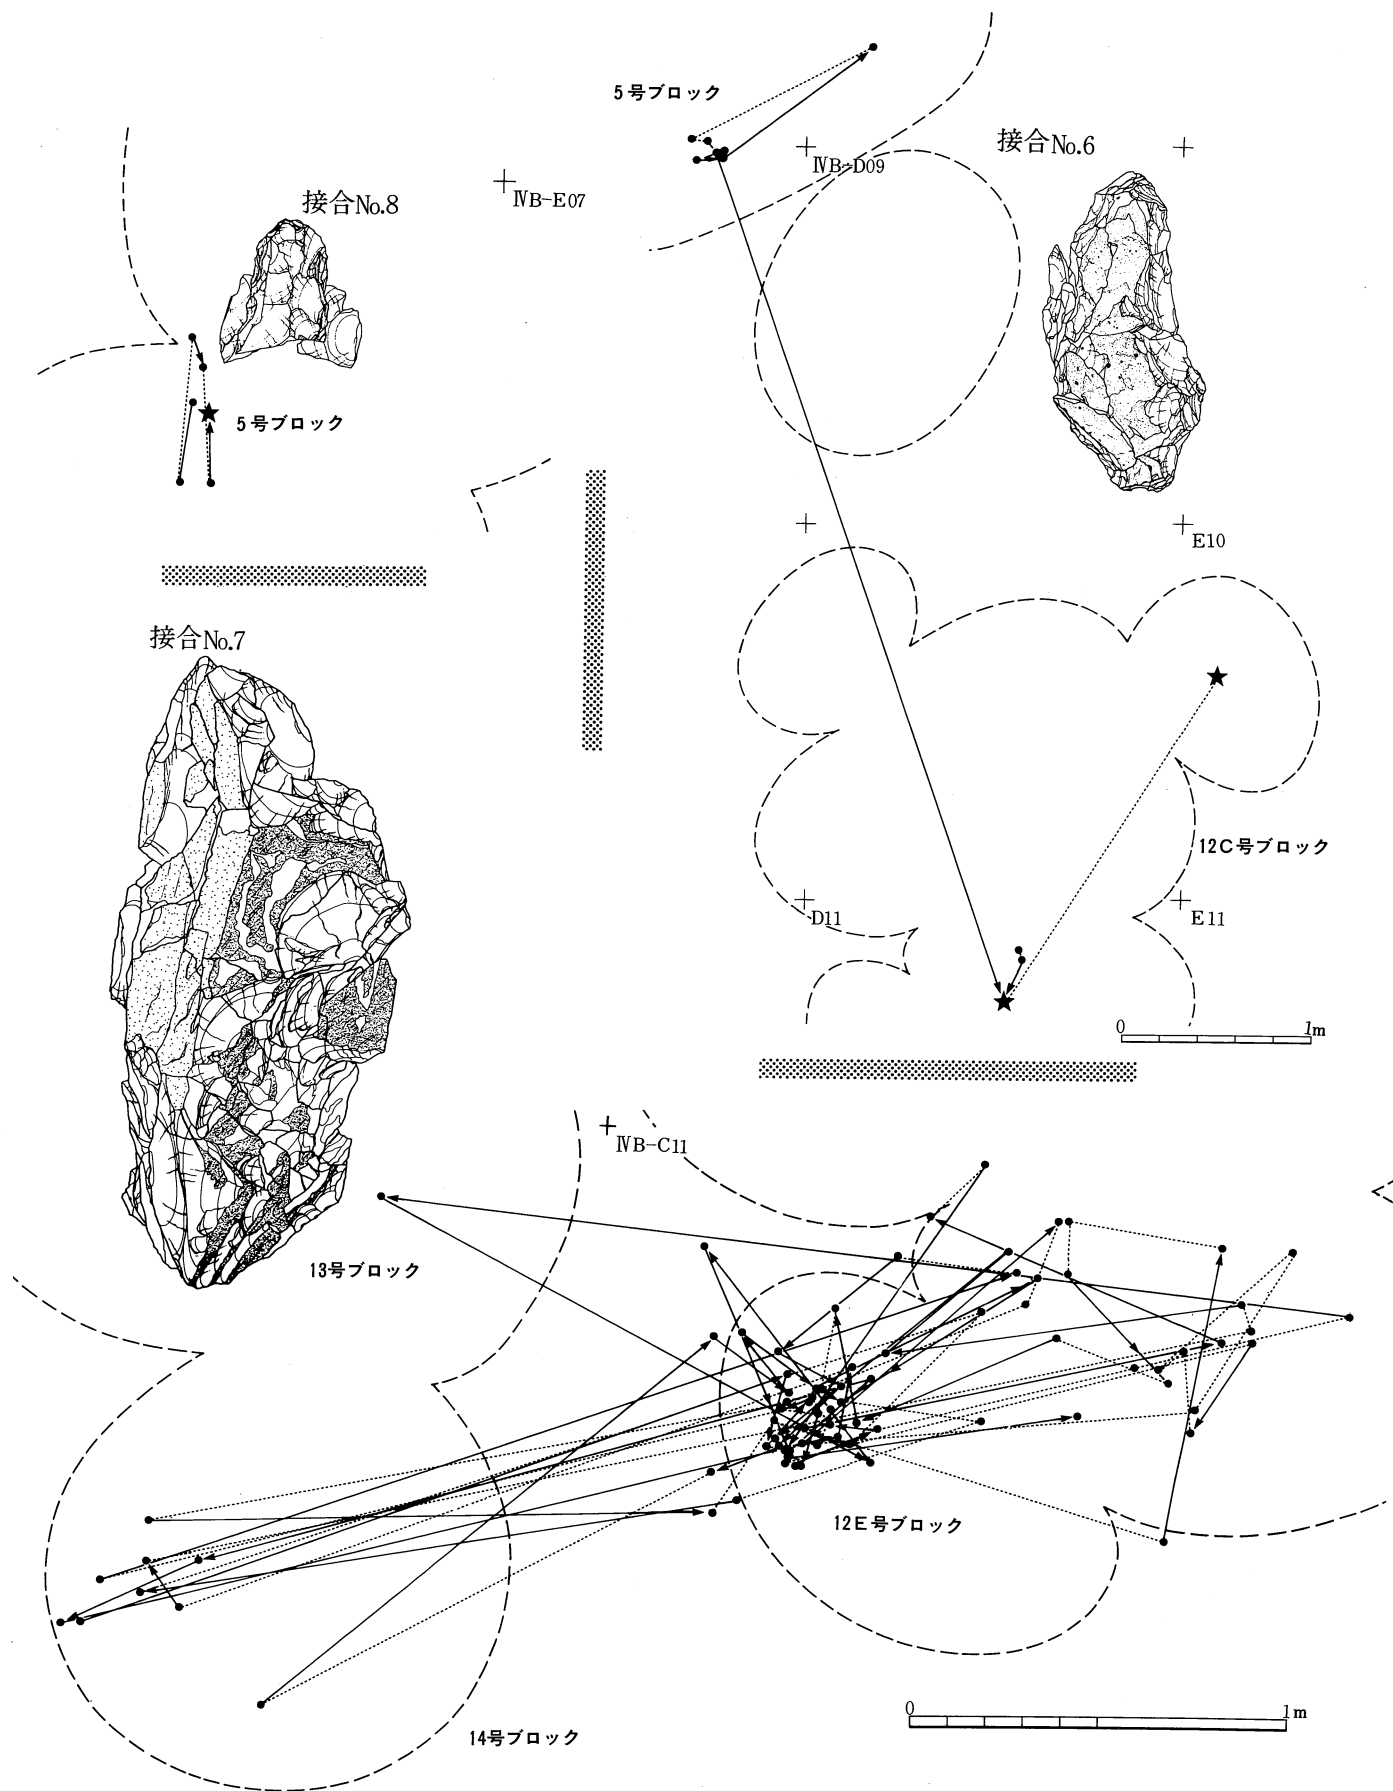 5号ブロック
ⅣB-D09
接合No.6
接合No.8
ⅣB-E07
5号ブロック
E10
接合No.7
12C号ブロック
D11
E11
0 1m
ⅣB-C11
13号ブロック
12E号ブロック
14号ブロック
0 1m